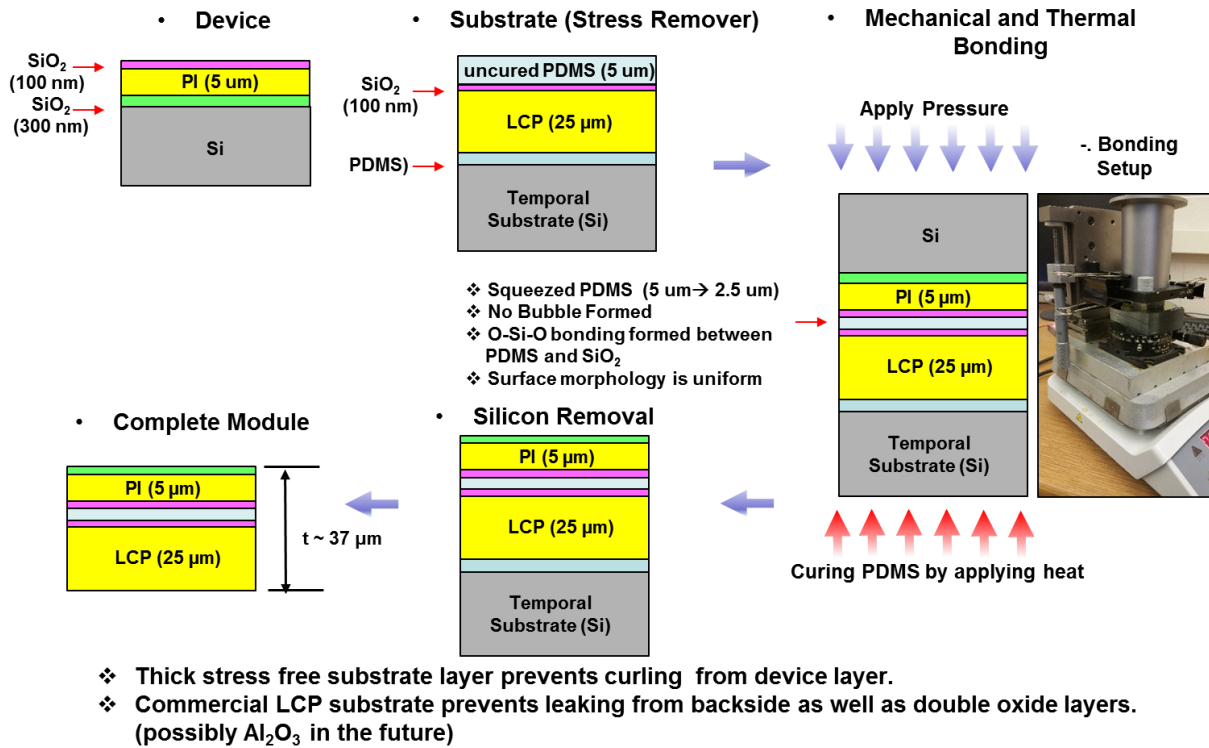 • Device
SiO₂
(100 nm)
PI (5 um)
SiO₂
(300 nm)
Si
• Substrate (Stress Remover)
uncured PDMS (5 um)
SiO₂
(100 nm)
LCP (25 µm)
PDMS)
Temporal
Substrate (Si)
• Mechanical and Thermal
Bonding
Apply Pressure
-. Bonding
Setup
Si
PI (5 µm)
LCP (25 µm)
Temporal
Substrate (Si)
Curing PDMS by applying heat
❖ Squeezed PDMS (5 um→ 2.5 um)
❖ No Bubble Formed
❖ O-Si-O bonding formed between
PDMS and SiO₂
❖ Surface morphology is uniform
• Silicon Removal
PI (5 µm)
LCP (25 µm)
Temporal
Substrate (Si)
• Complete Module
PI (5 µm)
LCP (25 µm)
t ~ 37 µm
❖ Thick stress free substrate layer prevents curling from device layer.
❖ Commercial LCP substrate prevents leaking from backside as well as double oxide layers.
(possibly Al₂O₃ in the future)